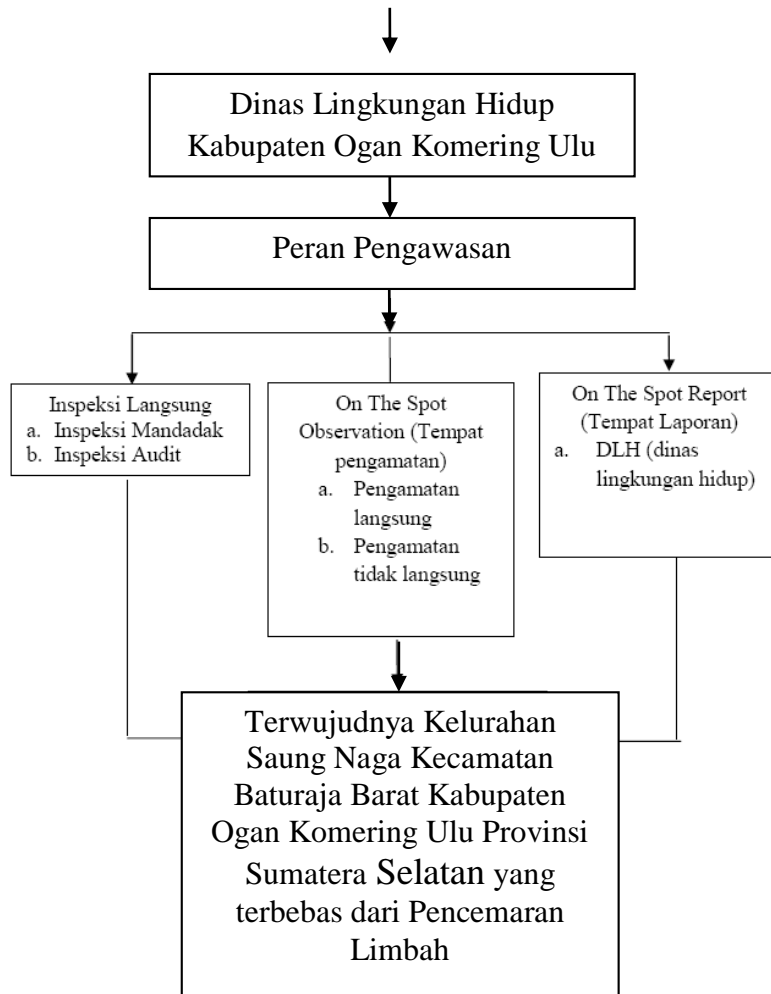 Dinas Lingkungan Hidup
Kabupaten Ogan Komering Ulu
Peran Pengawasan
Inspeksi Langsung
a. Inspeksi Mandadak
b. Inspeksi Audit
On The Spot
Observation (Tempat
pengamatan)
a. Pengamatan
langsung
b. Pengamatan
tidak langsung
On The Spot Report
(Tempat Laporan)
a. DLH (dinas
lingkungan hidup)
Terwujudnya Kelurahan
Saung Naga Kecamatan
Baturaja Barat Kabupaten
Ogan Komering Ulu Provinsi
Sumatera Selatan yang
terbebas dari Pencemaran
Limbah